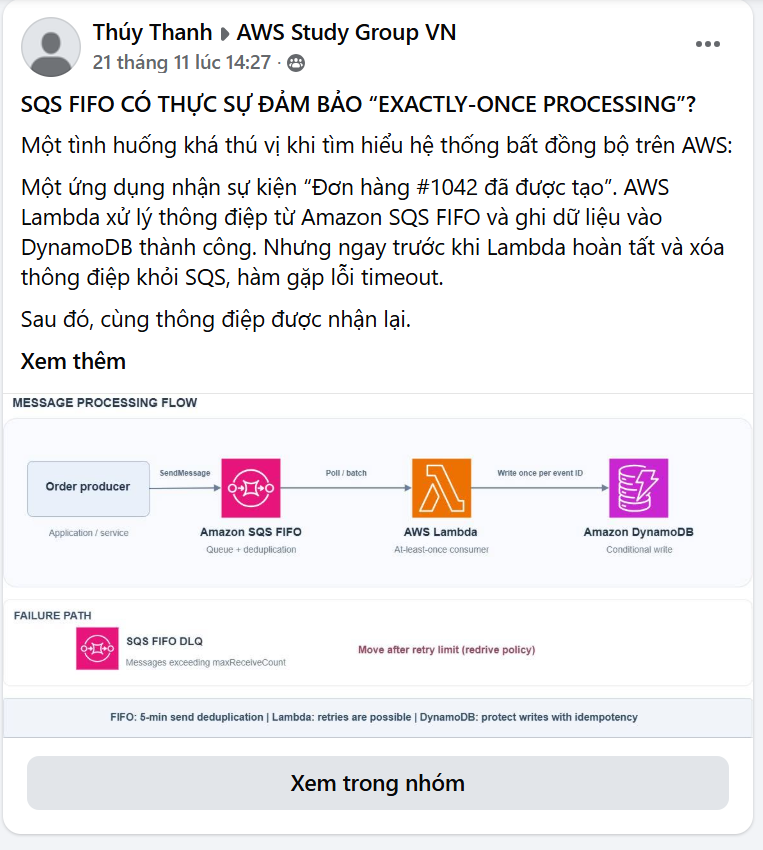 Thúy Thanh ▸ AWS Study Group VN
21 tháng 11 lúc 14:27 ·
SQS FIFO CÓ THỰC SỰ ĐẢM BẢO “EXACTLY-ONCE PROCESSING”?
Một tình huống khá thú vị khi tìm hiểu hệ thống bất đồng bộ trên AWS:
Một ứng dụng nhận sự kiện “Đơn hàng #1042 đã được tạo”. AWS
Lambda xử lý thông điệp từ Amazon SQS FIFO và ghi dữ liệu vào
DynamoDB thành công. Nhưng ngay trước khi Lambda hoàn tất và xóa
thông điệp khỏi SQS, hàm gặp lỗi timeout.
Sau đó, cùng thông điệp được nhận lại.
Xem thêm
MESSAGE PROCESSING FLOW
Order producer
Application / service
SendMessage
Amazon SQS FIFO
Queue + deduplication
Poll / batch
AWS Lambda
At-least-once consumer
Write once per event ID
Amazon DynamoDB
Conditional write
FAILURE PATH
SQS FIFO DLQ
Messages exceeding maxReceiveCount
Move after retry limit (redrive policy)
FIFO: 5-min send deduplication | Lambda: retries are possible | DynamoDB: protect writes with idempotency
Xem trong nhóm